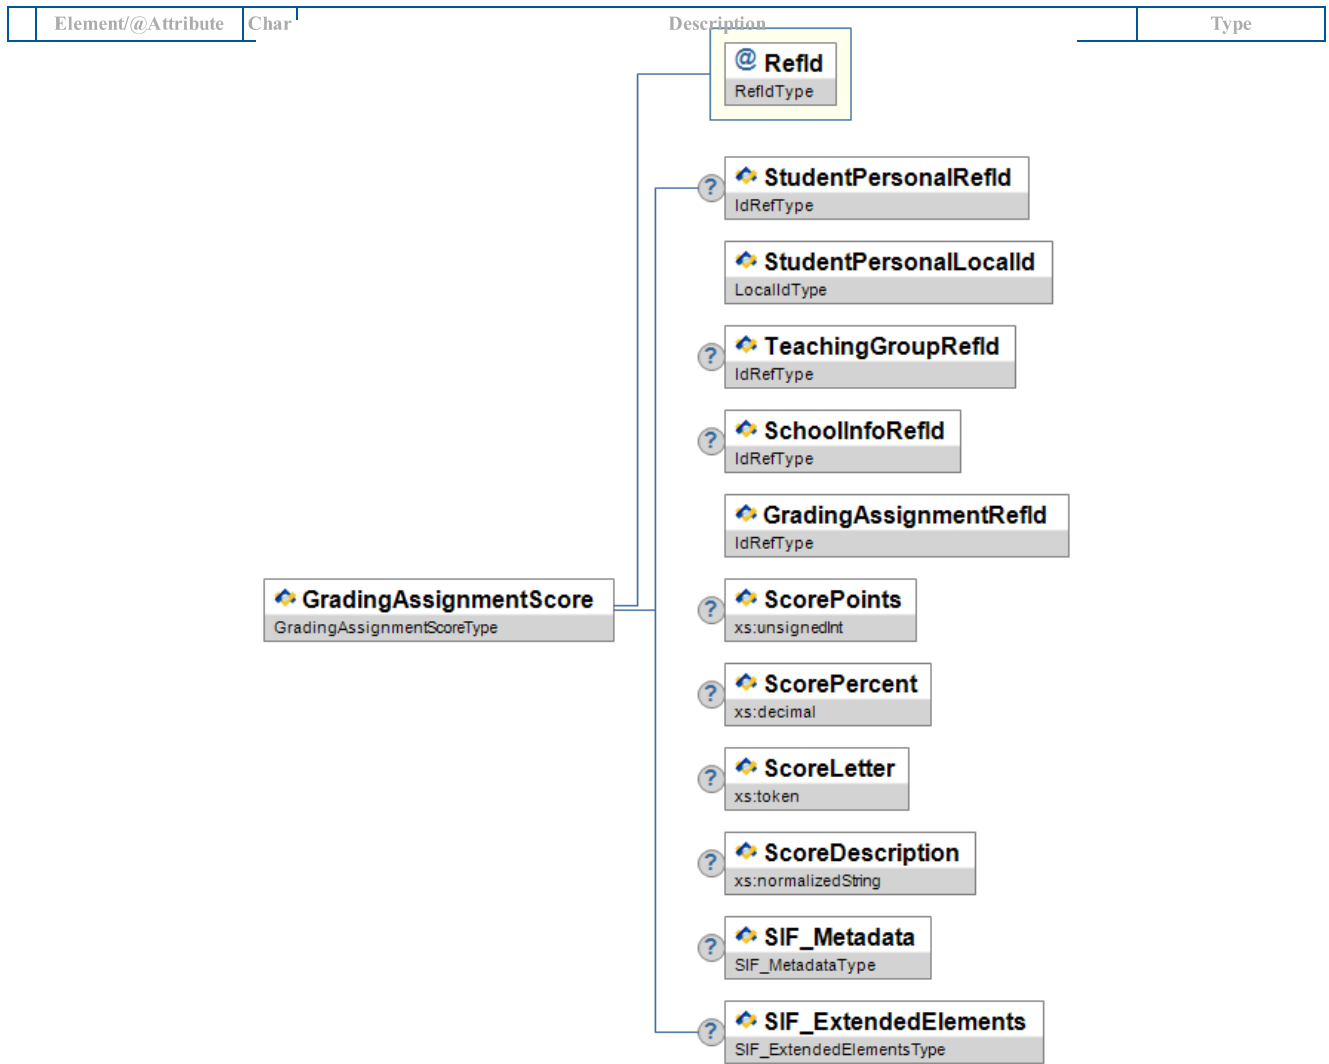 Element/@Attribute Char Description Type
@ RefId
RefIdType
? StudentPersonalRefId
IdRefType
StudentPersonalLocalId
LocalIdType
? TeachingGroupRefId
IdRefType
? SchoolInfoRefId
IdRefType
GradingAssignmentRefId
IdRefType
GradingAssignmentScore
GradingAssignmentScoreType
? ScorePoints
xs:unsignedInt
? ScorePercent
xs:decimal
? ScoreLetter
xs:token
? ScoreDescription
xs:normalizedString
? SIF_Metadata
SIF_MetadataType
? SIF_ExtendedElements
SIF_ExtendedElementsType